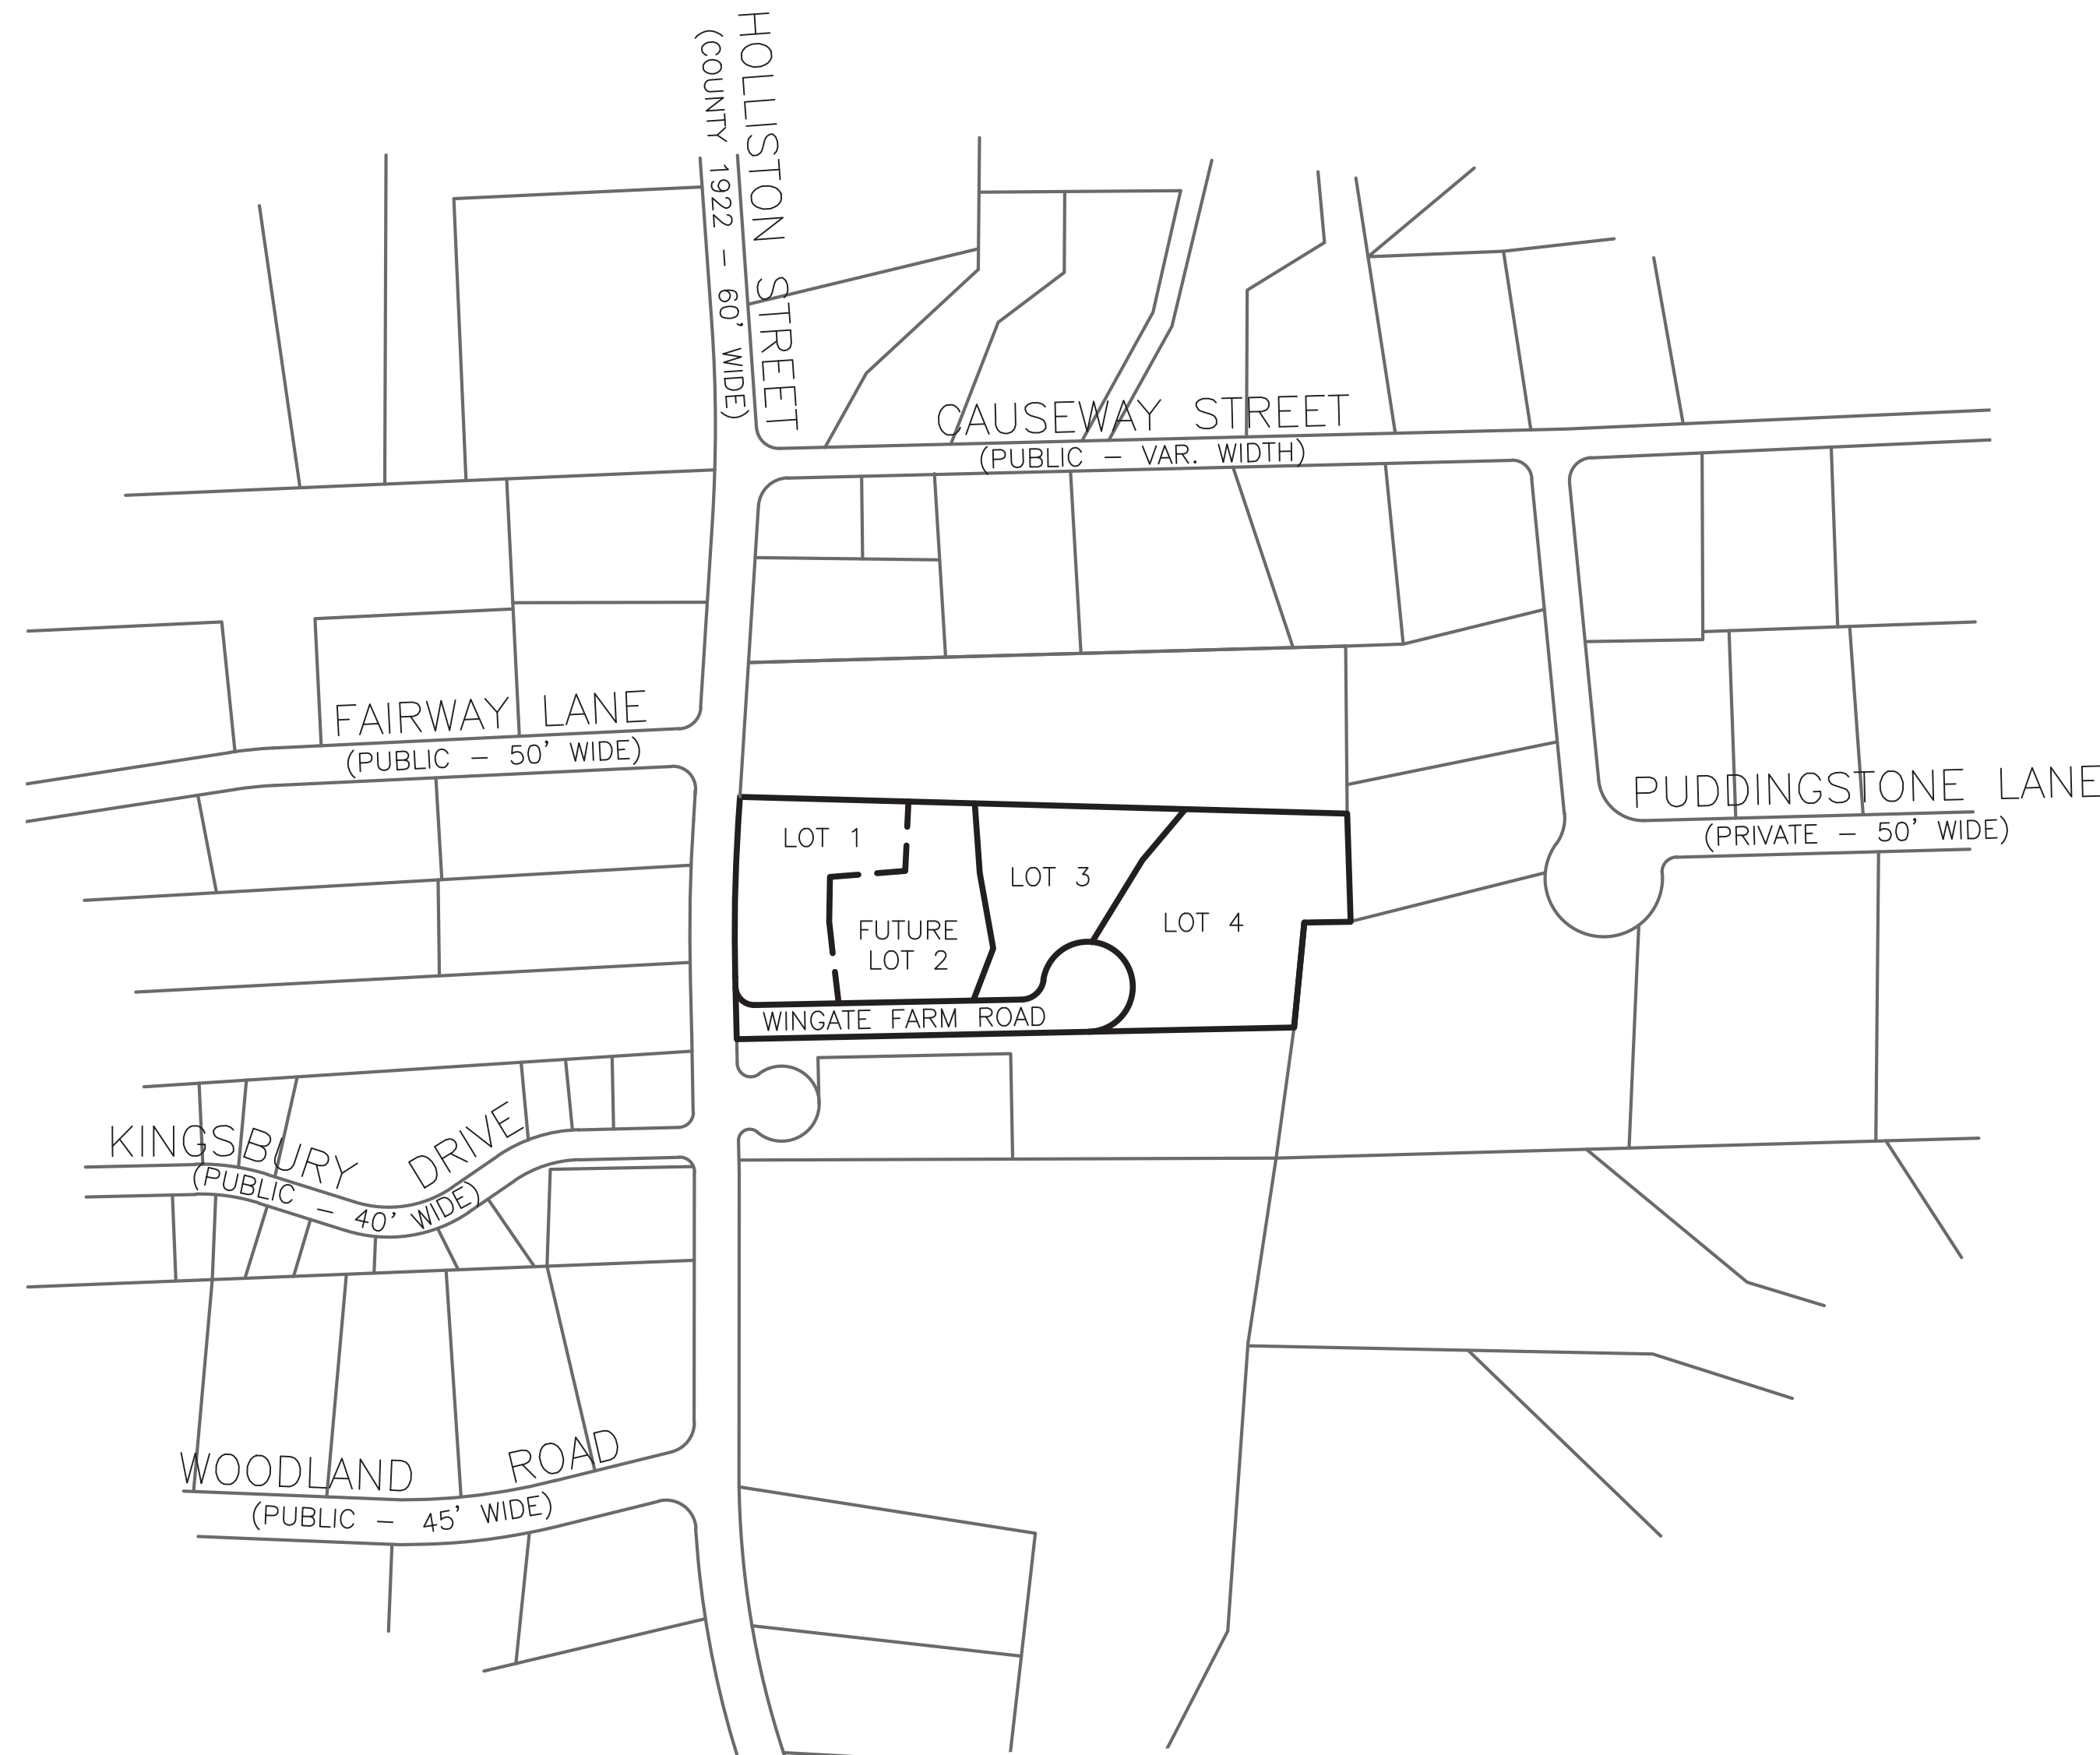 HOLLISTON STREET
(COUNTY 1922 - 60' WIDE)
CAUSEWAY STREET
(PUBLIC - VAR. WIDTH)
FAIRWAY LANE
(PUBLIC - 50' WIDE)
PUDDINGSTONE LANE
(PRIVATE - 50' WIDE)
LOT 1
LOT 3
LOT 4
FUTURE
LOT 2
WINGATE FARM ROAD
KINGSBURY DRIVE
(PUBLIC - 40' WIDE)
WOODLAND ROAD
(PUBLIC - 45' WIDE)